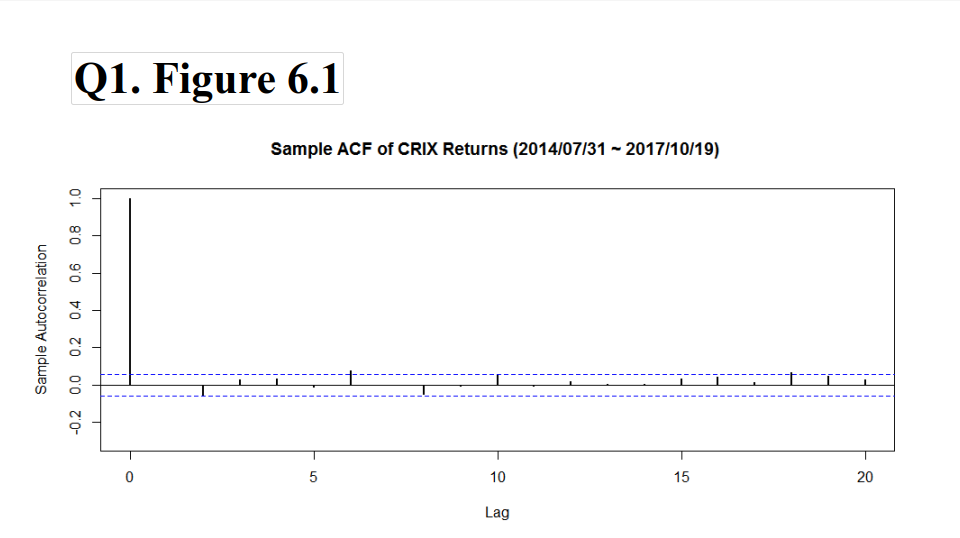 Q1. Figure 6.1
Sample ACF of CRIX Returns (2014/07/31 ~ 2017/10/19)
Sample Autocorrelation
1.0
0.8
0.6
0.4
0.2
0.0
-0.2
0 5 10 15 20
Lag